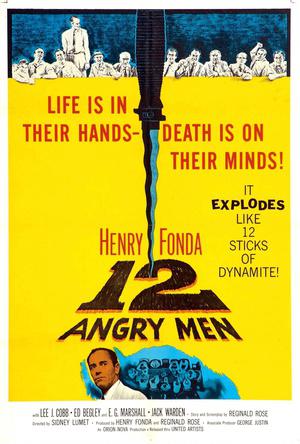 LIFE IS IN
THEIR HANDS— DEATH IS ON
THEIR MINDS!
IT
EXPLODES
LIKE
12
STICKS
OF
DYNAMITE!
HENRY FONDA
12
ANGRY MEN
with LEE J. COBB • ED BEGLEY and E. G. MARSHALL • JACK WARDEN • Story and Screenplay by REGINALD ROSE
Directed by SIDNEY LUMET • Produced by HENRY FONDA and REGINALD ROSE • Associate Producer GEORGE JUSTIN
An ORION-NOVA Production • Released thru UNITED ARTISTS